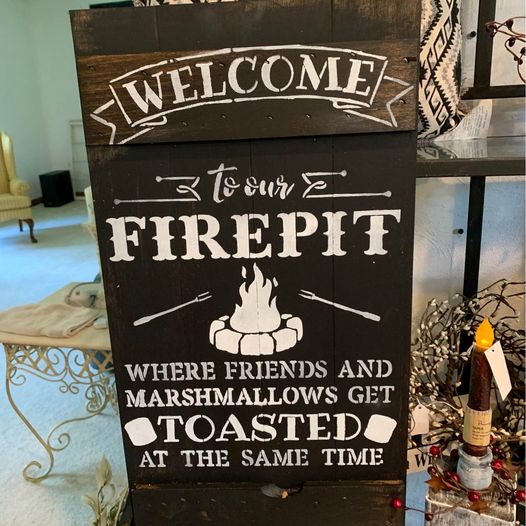 WELCOME
to our
FIREPIT
WHERE FRIENDS AND
MARSHMALLOWS GET
TOASTED
AT THE SAME TIME